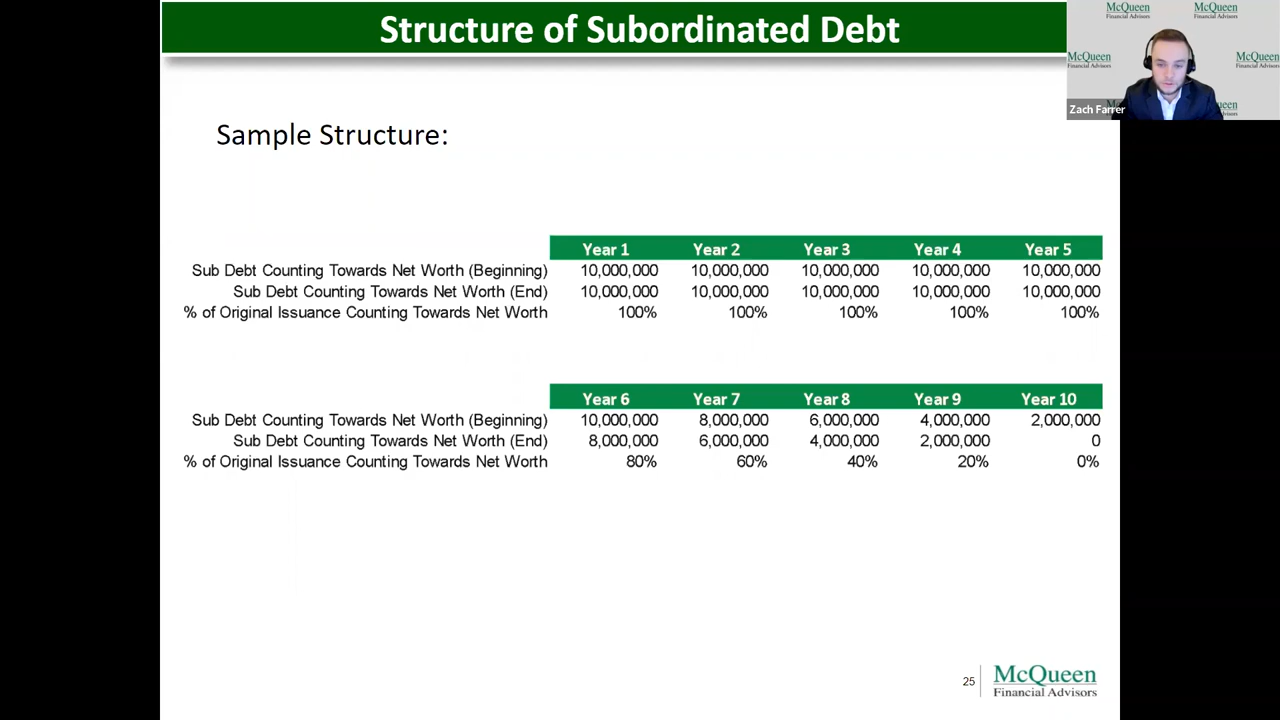 Structure of Subordinated Debt
McQueen
Financial Advisors
McQueen
Financial Advisors
McQueen
Financial Advisors
McQueen
Financial Advisors
Zach Farrer
Sample Structure:
Year 1 Year 2 Year 3 Year 4 Year 5
Sub Debt Counting Towards Net Worth (Beginning) 10,000,000 10,000,000 10,000,000 10,000,000 10,000,000
Sub Debt Counting Towards Net Worth (End) 10,000,000 10,000,000 10,000,000 10,000,000 10,000,000
% of Original Issuance Counting Towards Net Worth 100% 100% 100% 100% 100%
Year 6 Year 7 Year 8 Year 9 Year 10
Sub Debt Counting Towards Net Worth (Beginning) 10,000,000 8,000,000 6,000,000 4,000,000 2,000,000
Sub Debt Counting Towards Net Worth (End) 8,000,000 6,000,000 4,000,000 2,000,000 0
% of Original Issuance Counting Towards Net Worth 80% 60% 40% 20% 0%
25
McQueen
Financial Advisors